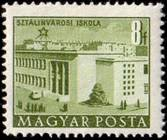 SZTÁLINVÁROSI ISKOLA
8f
MAGYAR POSTA